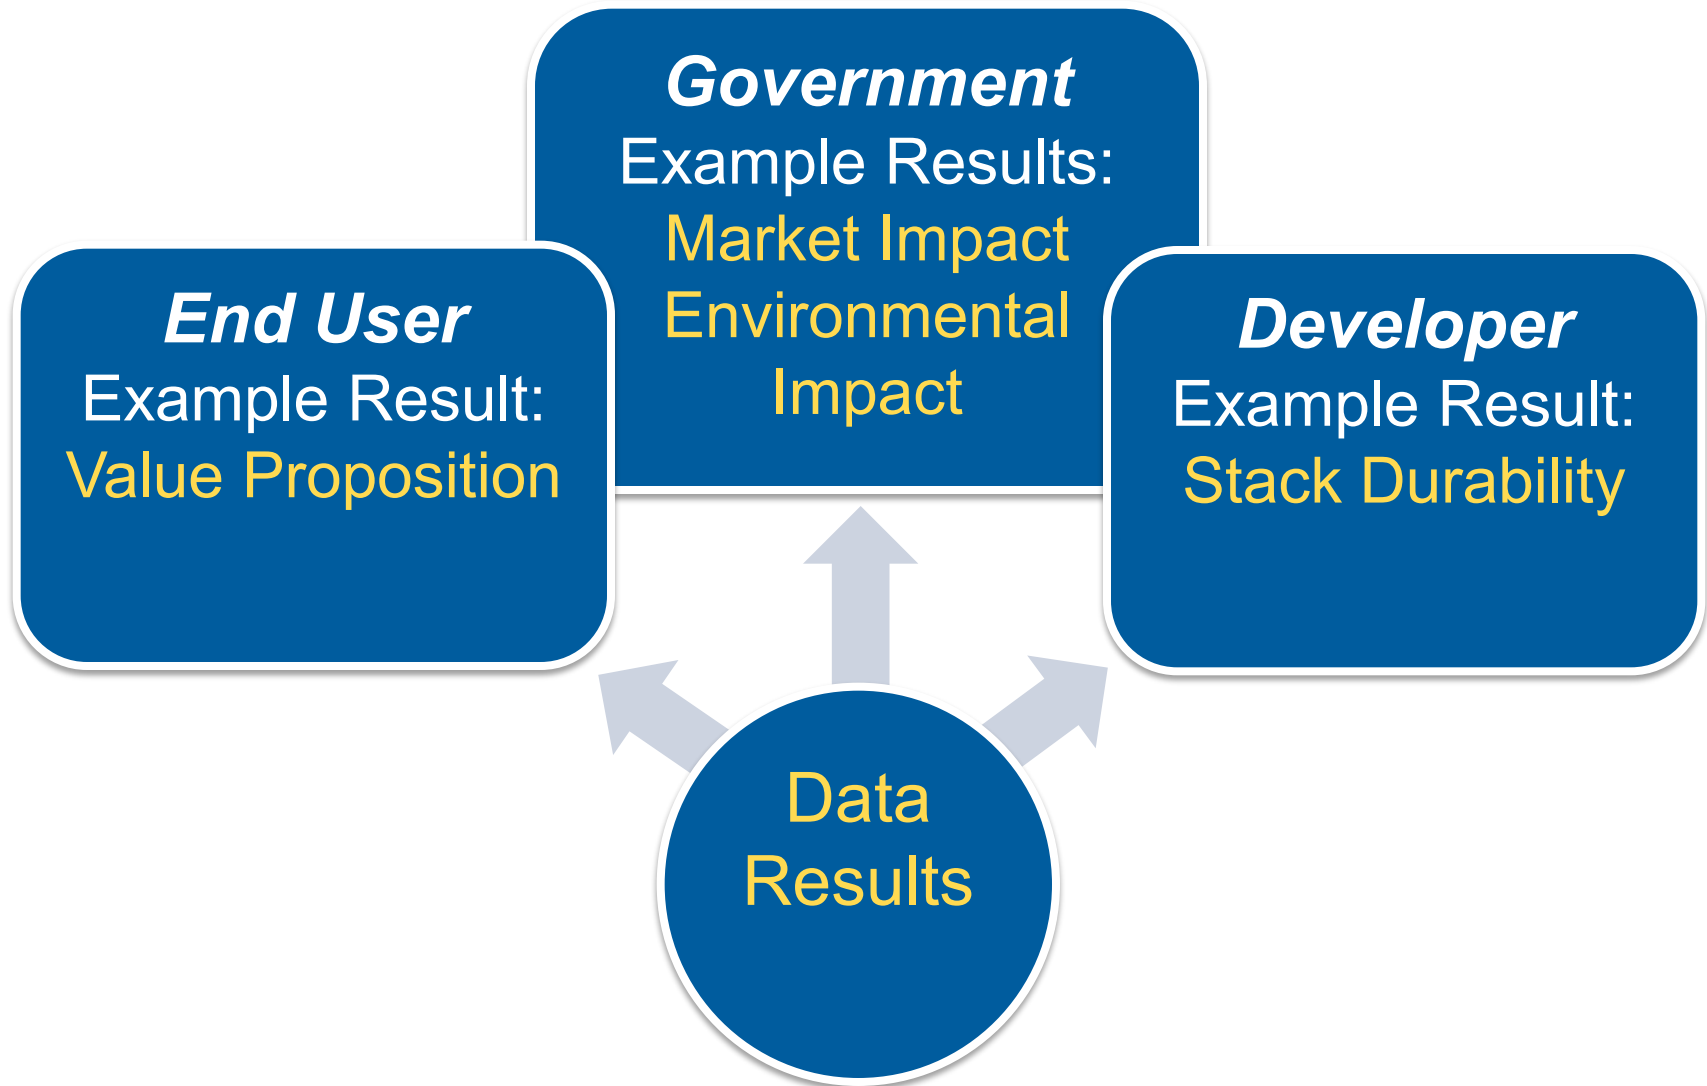 Government
Example Results:
Market Impact
Environmental
Impact
End User
Example Result:
Value Proposition
Developer
Example Result:
Stack Durability
Data
Results